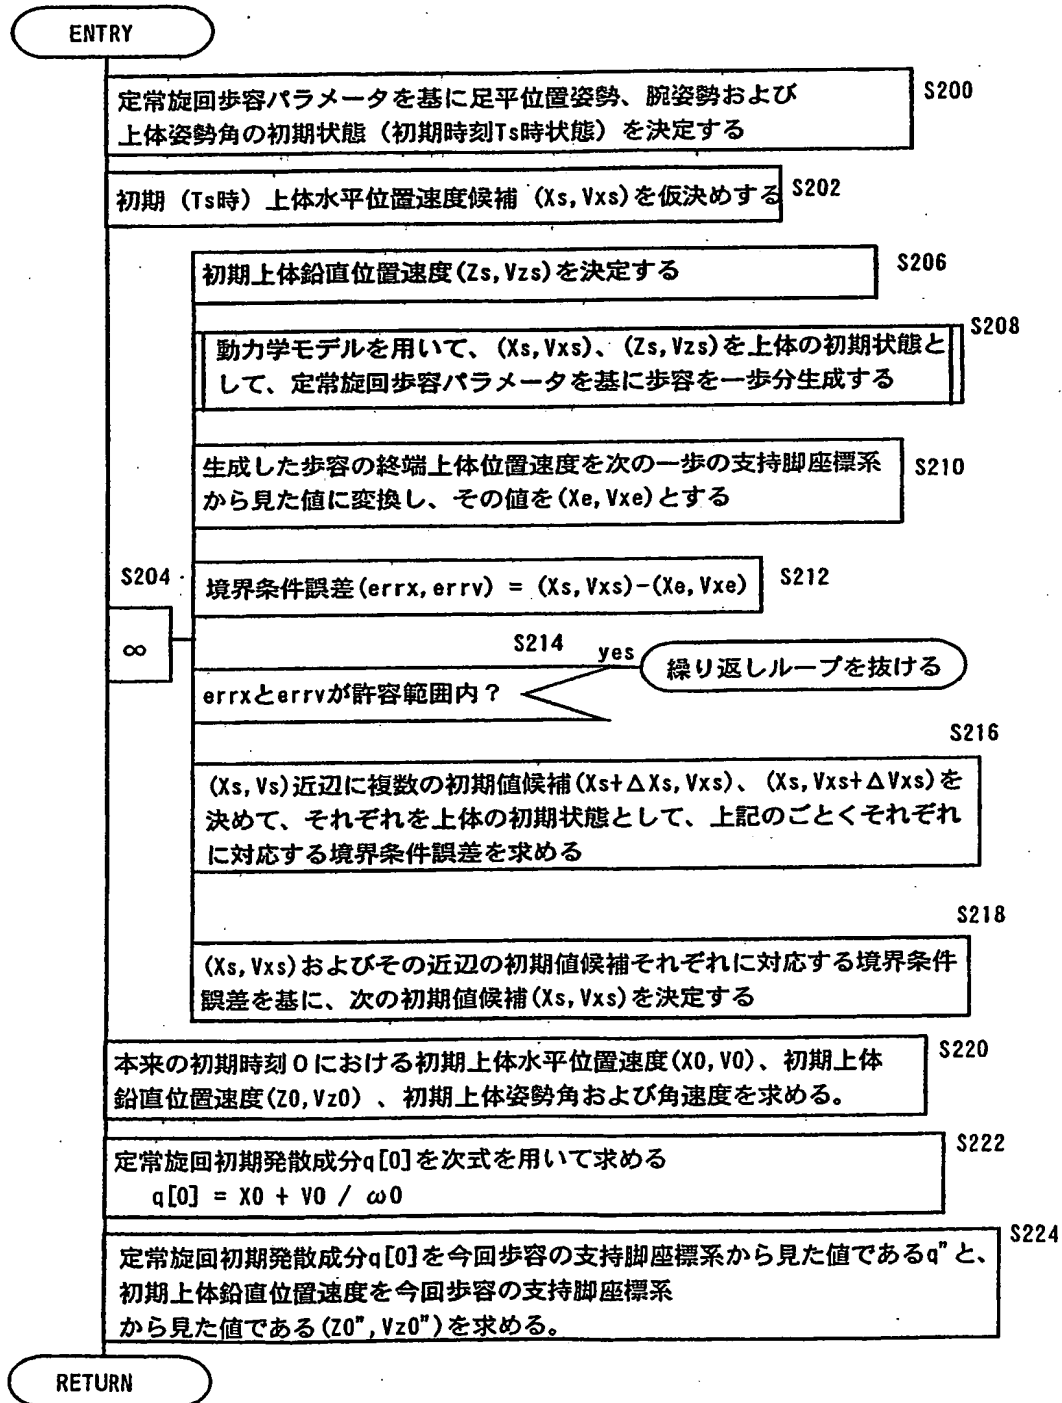 ENTRY
S200
定常旋回歩容パラメータを基に足平位置姿勢、腕姿勢および
上体姿勢角の初期状態（初期時刻Ts時状態）を決定する
S202
初期（Ts時）上体水平位置速度候補（Xs,Vxs)を仮決めする
S206
初期上体鉛直位置速度(Zs,Vzs)を決定する
S208
動力学モデルを用いて、(Xs,Vxs)、(Zs,Vzs)を上体の初期状態と
して、定常旋回歩容パラメータを基に歩容を一歩分生成する
S210
生成した歩容の終端上体位置速度を次の一歩の支持脚座標系
から見た値に変換し、その値を(Xe,Vxe)とする
S204
∞
S212
境界条件誤差(errx,errv) = (Xs,Vxs)-(Xe,Vxe)
S214
yes
繰り返しループを抜ける
errxとerrvが許容範囲内？
S216
(Xs,Vs)近辺に複数の初期値候補(Xs+ΔXs,Vxs)、(Xs,Vxs+ΔVxs)を
決めて、それぞれを上体の初期状態として、上記のごとくそれぞれ
に対応する境界条件誤差を求める
S218
(Xs,Vxs)およびその近辺の初期値候補それぞれに対応する境界条件
誤差を基に、次の初期値候補(Xs,Vxs)を決定する
S220
本来の初期時刻０における初期上体水平位置速度(X0,V0)、初期上体
鉛直位置速度(Z0,Vz0) 、初期上体姿勢角および角速度を求める。
S222
定常旋回初期発散成分q[0]を次式を用いて求める
q[0] = X0 + V0 / ω0
S224
定常旋回初期発散成分q[0]を今回歩容の支持脚座標系から見た値であるq"と、
初期上体鉛直位置速度を今回歩容の支持脚座標系
から見た値である(Z0",Vz0")を求める。
RETURN